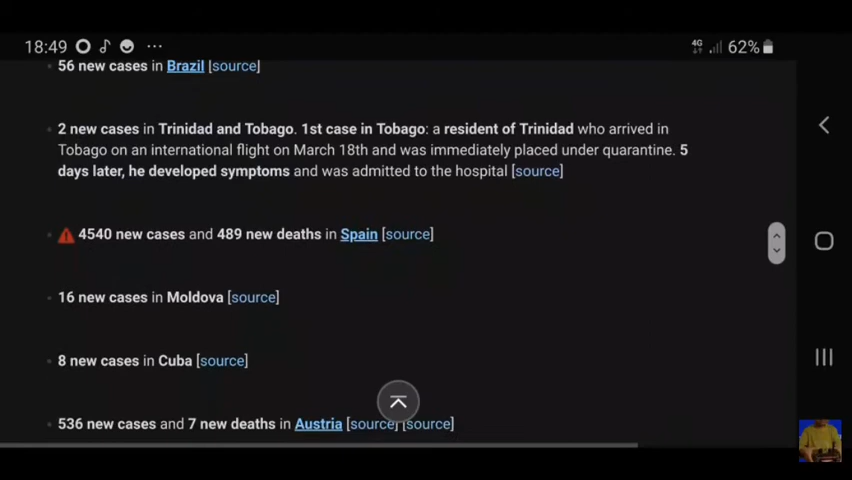 18:49 ... 4G 62%
56 new cases in Brazil [source]
2 new cases in Trinidad and Tobago. 1st case in Tobago: a resident of Trinidad who arrived in
Tobago on an international flight on March 18th and was immediately placed under quarantine. 5
days later, he developed symptoms and was admitted to the hospital [source]
4540 new cases and 489 new deaths in Spain [source]
16 new cases in Moldova [source]
8 new cases in Cuba [source]
536 new cases and 7 new deaths in Austria [source] [source]